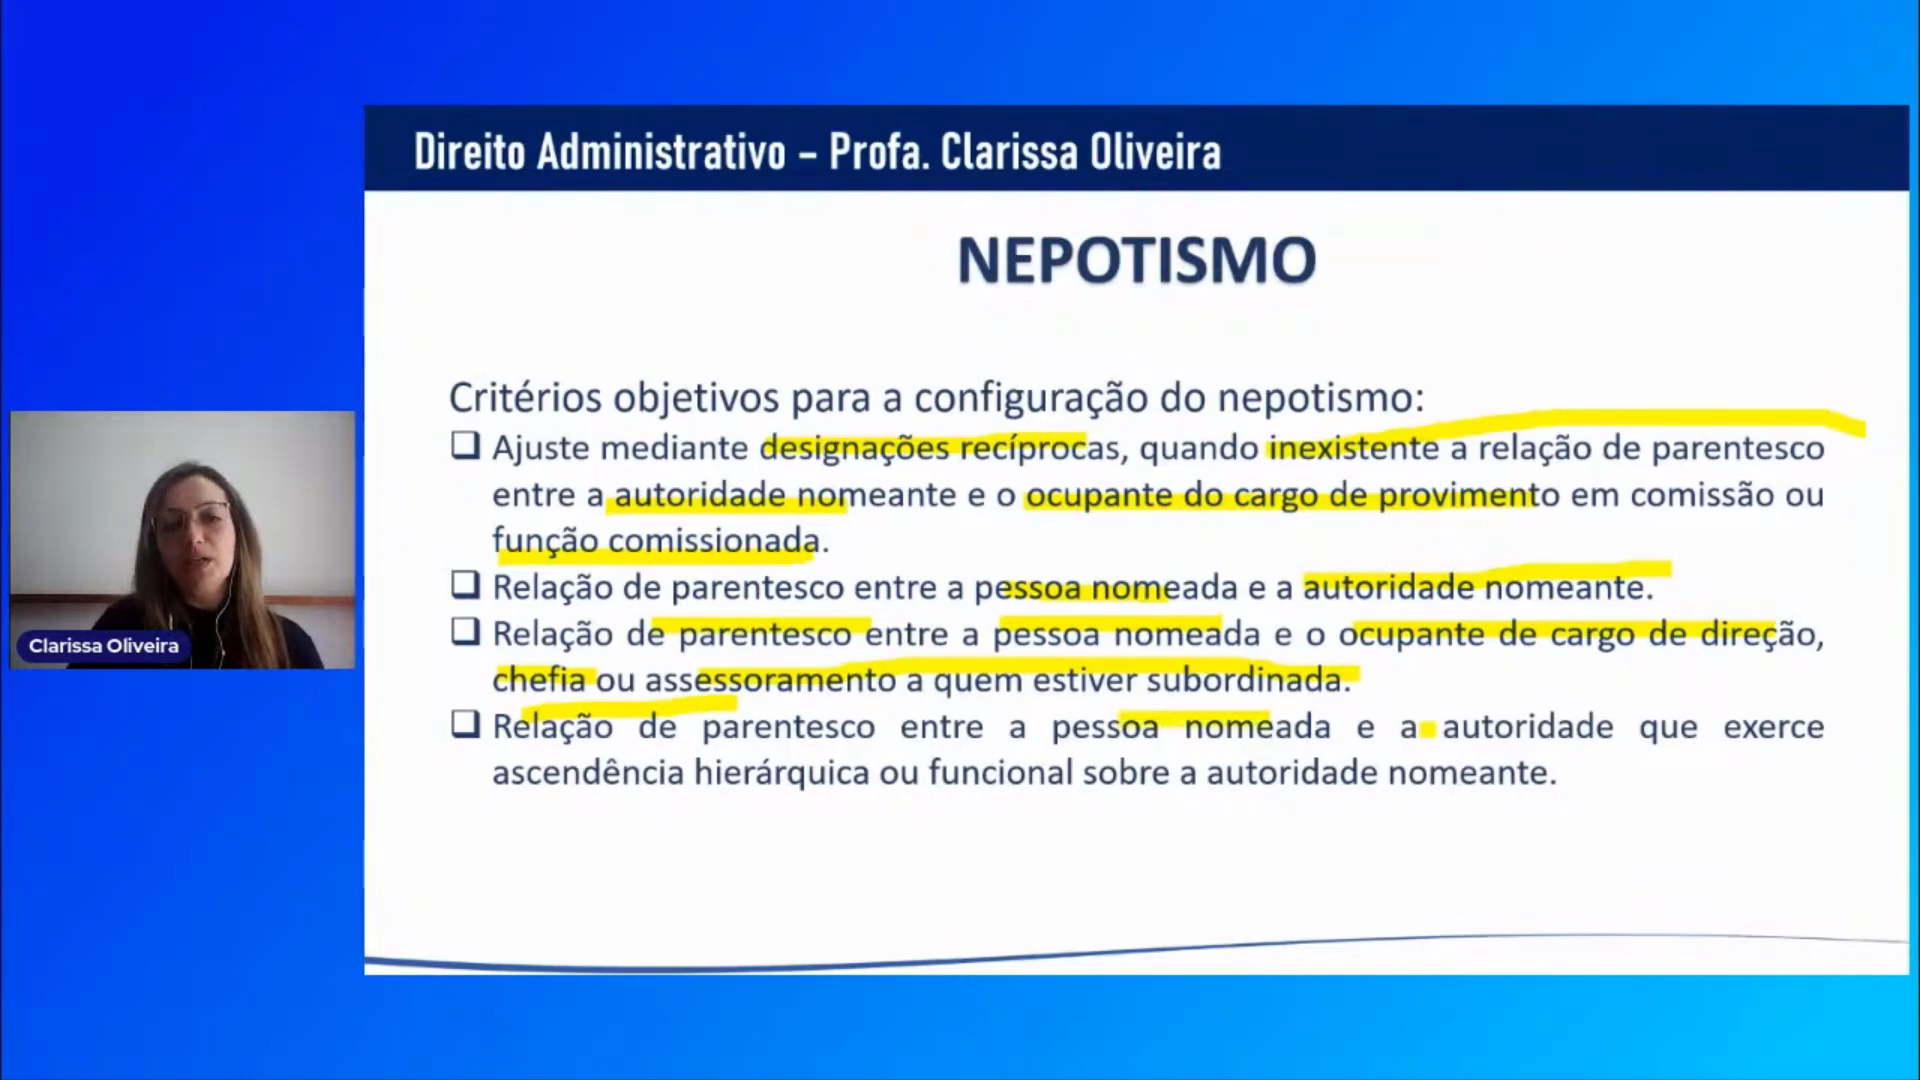 Direito Administrativo – Profa. Clarissa Oliveira
NEPOTISMO
Critérios objetivos para a configuração do nepotismo:
❑ Ajuste mediante designações recíprocas, quando inexistente a relação de parentesco
entre a autoridade nomeante e o ocupante do cargo de provimento em comissão ou
função comissionada.
❑ Relação de parentesco entre a pessoa nomeada e a autoridade nomeante.
❑ Relação de parentesco entre a pessoa nomeada e o ocupante de cargo de direção,
chefia ou assessoramento a quem estiver subordinada.
❑ Relação de parentesco entre a pessoa nomeada e a autoridade que exerce
ascendência hierárquica ou funcional sobre a autoridade nomeante.
Clarissa Oliveira